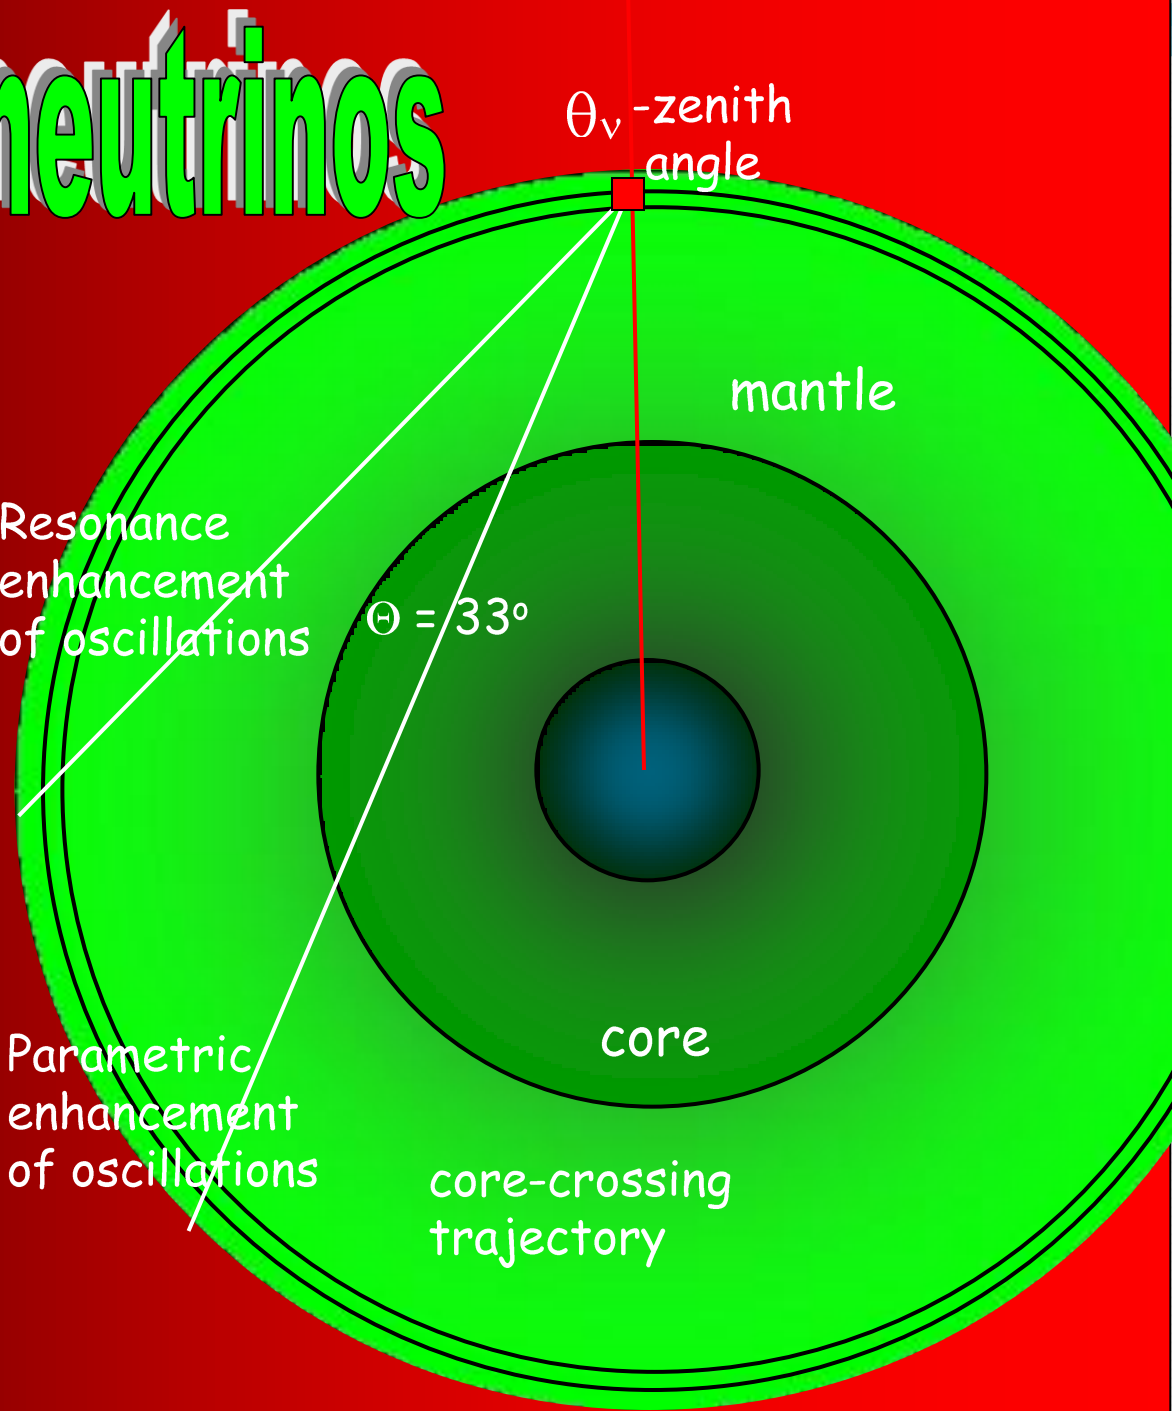 neutrinos
θν -zenith
angle
mantle
Resonance
enhancement
of oscillations
Θ = 33º
core
Parametric
enhancement
of oscillations
core-crossing
trajectory